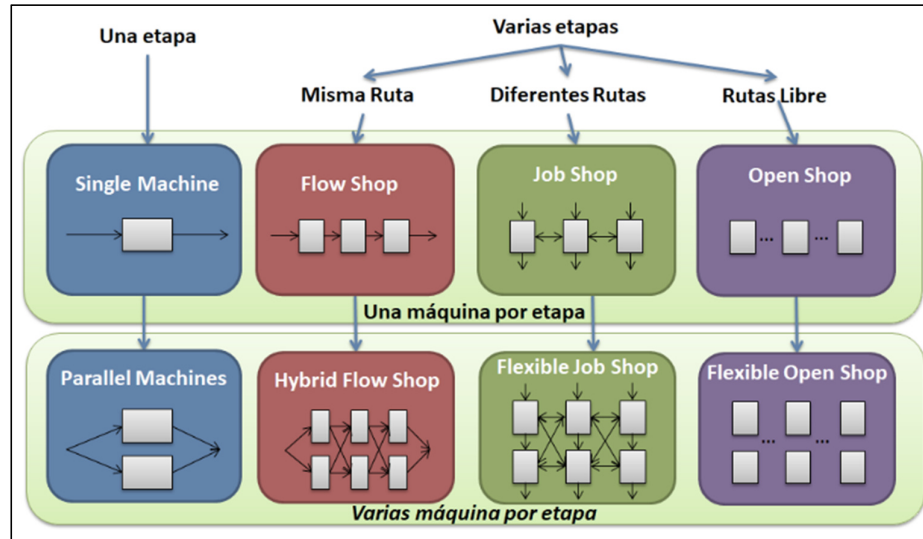 Una etapa
Varias etapas
Misma Ruta
Diferentes Rutas
Rutas Libre
Single Machine
Flow Shop
Job Shop
Open Shop
... ...
Una máquina por etapa
Parallel Machines
Hybrid Flow Shop
Flexible Job Shop
Flexible Open Shop
... ...
Varias máquina por etapa